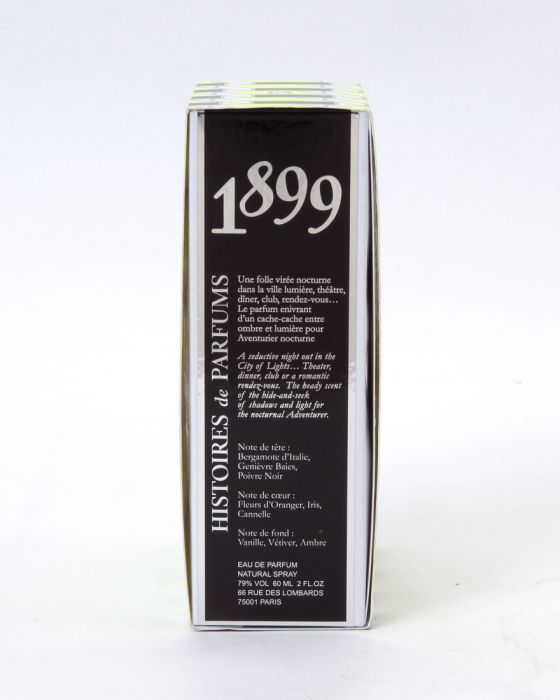 1899
HISTOIRES de PARFUMS
Une folle virée nocturne
dans la ville lumière, théâtre,
dîner, club, rendez-vous...
Le parfum enivrant
d'un cache-cache entre
ombre et lumière pour
Aventurier nocturne
A seductive night out in the
City of Lights... Theater,
dinner, club or a romantic
rendez-vous. The heady scent
of the hide-and-seek
of shadows and light for
the nocturnal Adventurer.
Note de tête :
Bergamote d'Italie,
Genièvre Baies,
Poivre Noir
Note de cœur :
Fleurs d'Oranger, Iris,
Cannelle
Note de fond :
Vanille, Vétiver, Ambre
EAU DE PARFUM
NATURAL SPRAY
79% VOL 60 ML 2 FL.OZ
66 RUE DES LOMBARDS
75001 PARIS